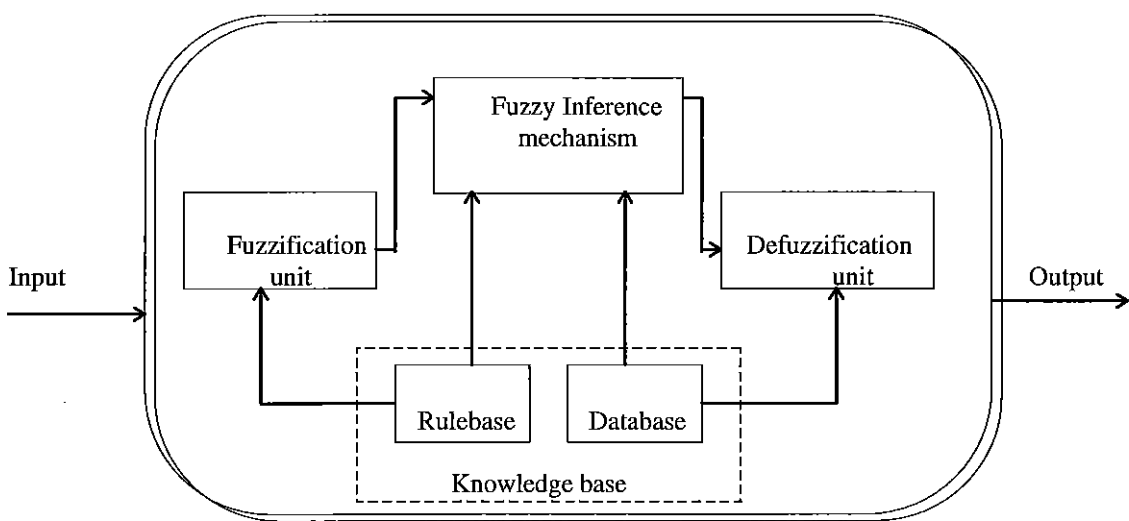 Fuzzy Inference
mechanism
Fuzzification
unit
Defuzzification
unit
Input
Output
Rulebase
Database
Knowledge base